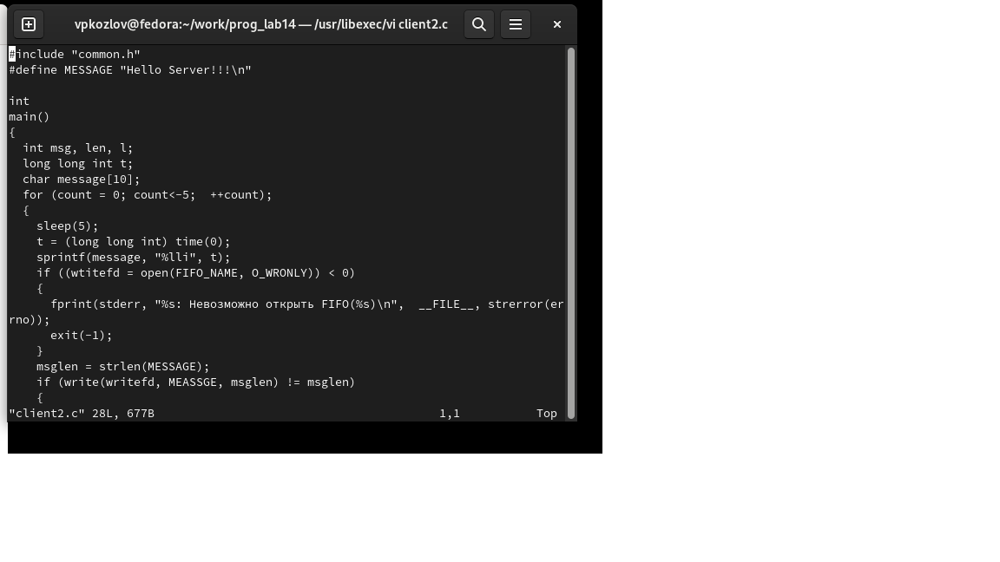 vpkozlov@fedora:~/work/prog_lab14 — /usr/libexec/vi client2.c
#include "common.h"
#define MESSAGE "Hello Server!!!\n"
int
main()
{
int msg, len, l;
long long int t;
char message[10];
for (count = 0; count<-5;  ++count);
{
sleep(5);
t = (long long int) time(0);
sprintf(message, "%lli", t);
if ((wtitefd = open(FIFO_NAME, O_WRONLY)) < 0)
{
fprint(stderr, "%s: Невозможно открыть FIFO(%s)\n",  __FILE__, strerror(er
rno));
exit(-1);
}
msglen = strlen(MESSAGE);
if (write(writefd, MEASSGE, msglen) != msglen)
{
"client2.c" 28L, 677B 1,1 Top